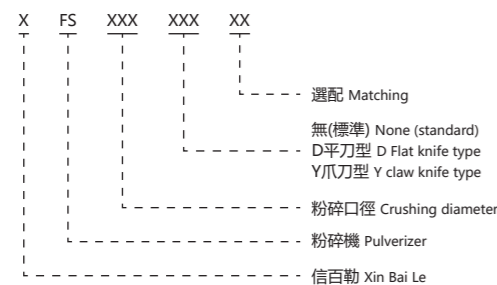 X FS XXX XXX XX
選配 Matching
無(標準) None (standard)
D平刀型 D Flat knife type
Y爪刀型 Y claw knife type
粉碎口徑 Crushing diameter
粉碎機 Pulverizer
信百勒 Xin Bai Le